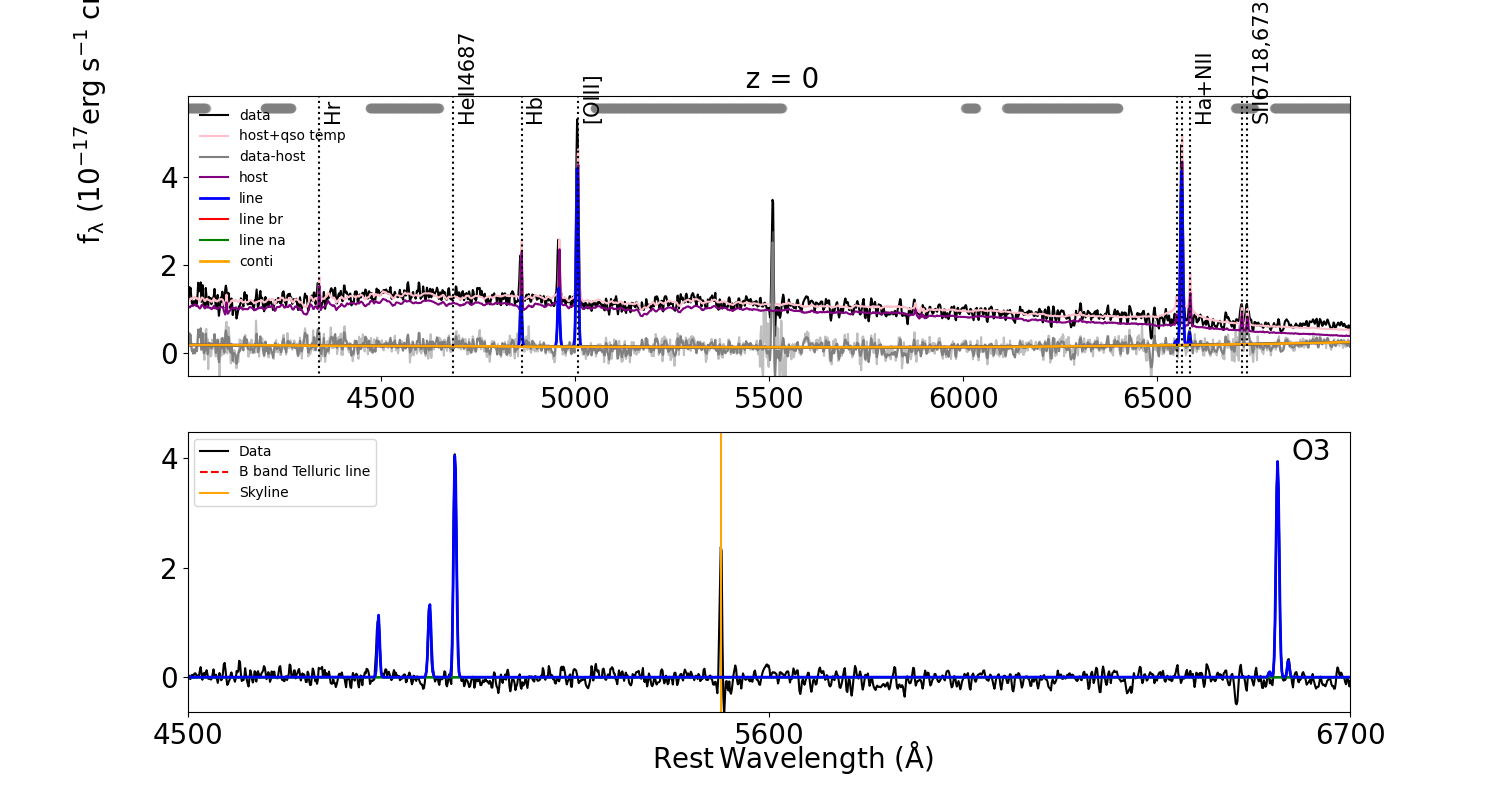 z = 0
f_λ (10^−17 erg s^−1 c
Hr
HeII4687
Hb
[OIII]
Ha+NII
SII6718,673
data
host+qso temp
data-host
host
line
line br
line na
conti
4
2
0
4500
5000
5500
6000
6500
O3
Data
B band Telluric line
Skyline
4
2
0
4500
5600
6700
Rest Wavelength (Å)